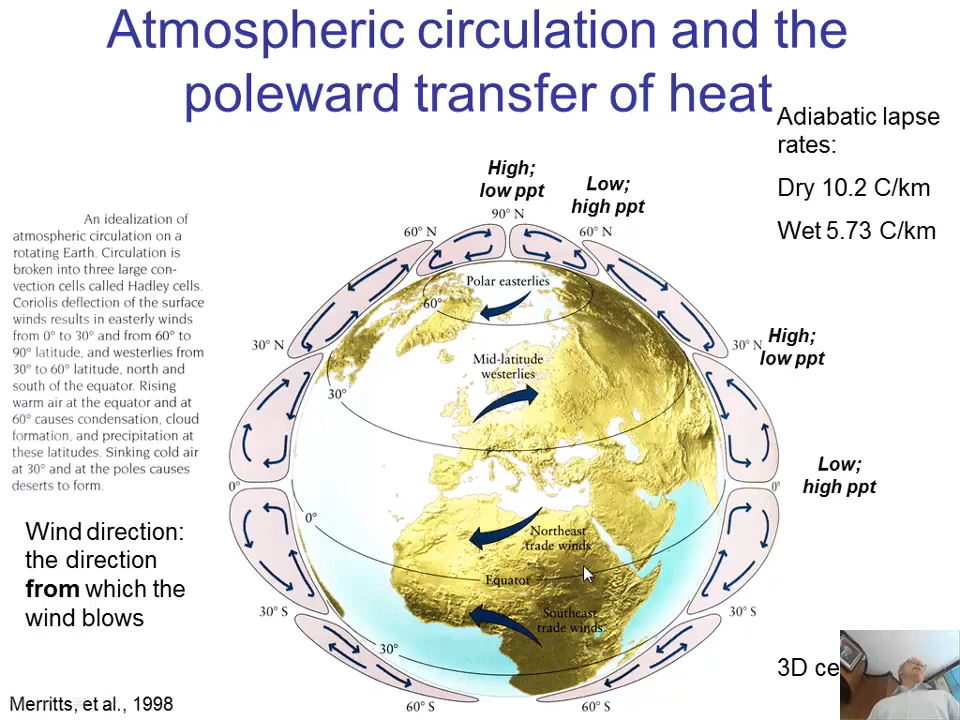 Atmospheric circulation and the
poleward transfer of heat
Adiabatic lapse
rates:
Dry 10.2 C/km
Wet 5.73 C/km
High;
low ppt
Low;
high ppt
90° N
60° N
60° N
An idealization of
atmospheric circulation on a
rotating Earth. Circulation is
broken into three large con-
vection cells called Hadley cells.
Coriolis deflection of the surface
winds results in easterly winds
from 0° to 30° and from 60° to
90° latitude, and westerlies from
30° to 60° latitude, north and
south of the equator. Rising
warm air at the equator and at
60° causes condensation, cloud
formation, and precipitation at
these latitudes. Sinking cold air
at 30° and at the poles causes
deserts to form.
Polar easterlies
60°
30° N
30° N
High;
low ppt
Mid-latitude
westerlies
30°
Low;
high ppt
0°
0°
0°
Wind direction:
the direction
from which the
wind blows
Northeast
trade winds
Equator
Southeast
trade winds
30° S
30° S
30°
3D
60° S
60° S
Merritts, et al., 1998